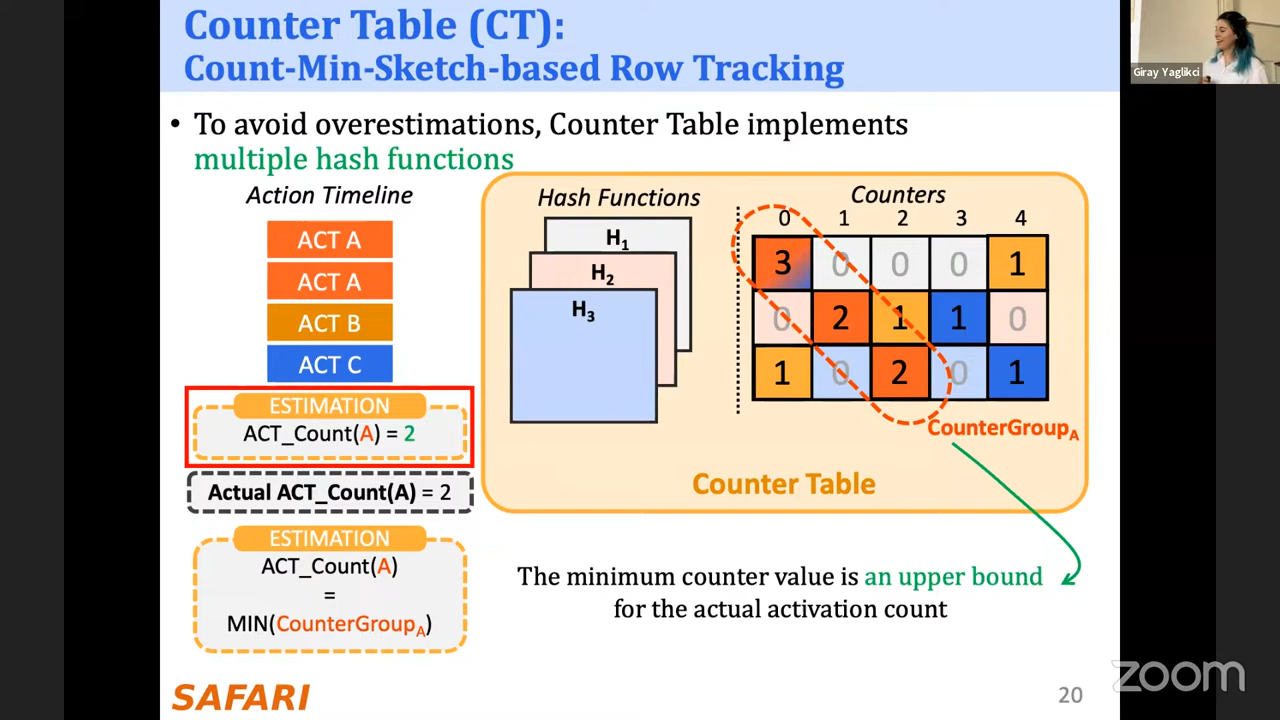 Counter Table (CT):
Count-Min-Sketch-based Row Tracking
Giray Yaglikci
• To avoid overestimations, Counter Table implements
multiple hash functions
Action Timeline
ACT A
ACT A
ACT B
ACT C
ESTIMATION
ACT_Count(A) = 2
Actual ACT_Count(A) = 2
ESTIMATION
ACT_Count(A)
=
MIN(CounterGroupA)
Hash Functions
H1
H2
H3
Counters
0 1 2 3 4
3 0 0 0 1
0 2 1 1 0
1 0 2 0 1
CounterGroupA
Counter Table
The minimum counter value is an upper bound
for the actual activation count
SAFARI
20
zoom